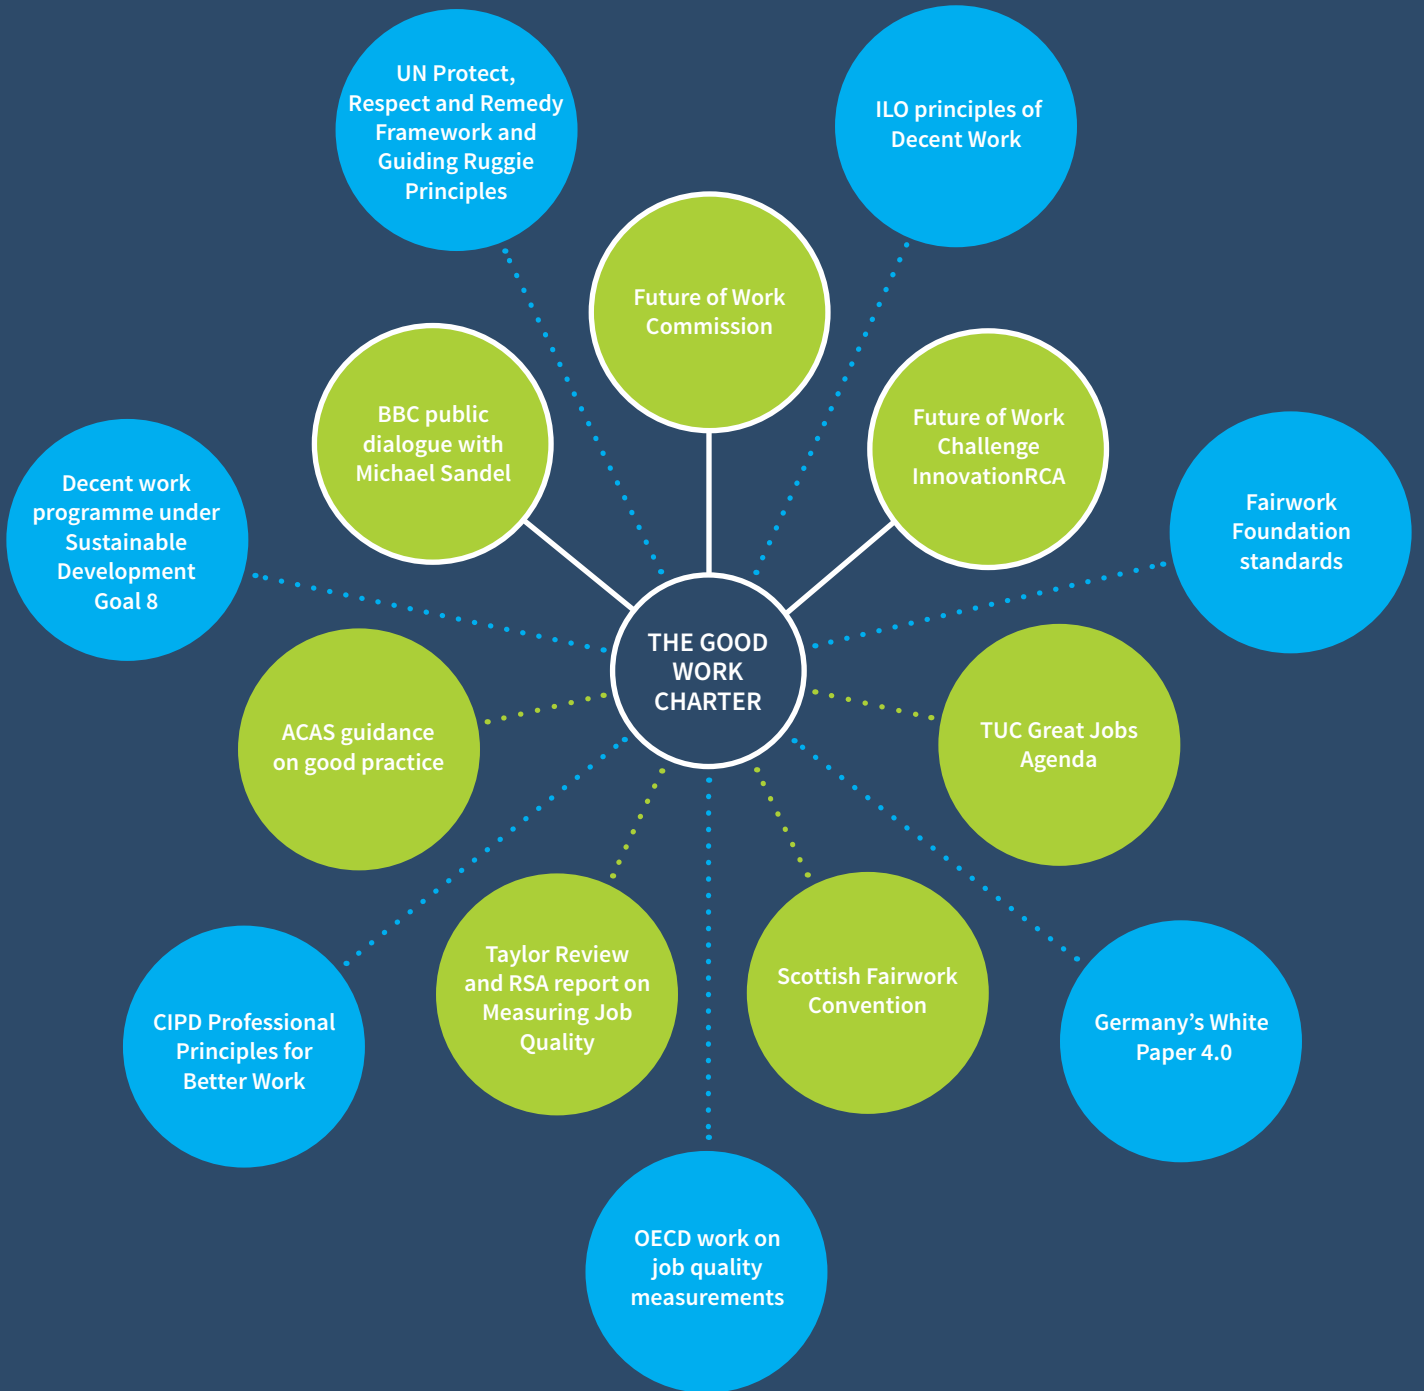 UN Protect,
Respect and Remedy
Framework and
Guiding Ruggie
Principles
ILO principles of
Decent Work
Future of Work
Commission
BBC public
dialogue with
Michael Sandel
Future of Work
Challenge
InnovationRCA
Decent work
programme under
Sustainable
Development
Goal 8
Fairwork
Foundation
standards
THE GOOD
WORK
CHARTER
ACAS guidance
on good practice
TUC Great Jobs
Agenda
Taylor Review
and RSA report on
Measuring Job
Quality
Scottish Fairwork
Convention
CIPD Professional
Principles for
Better Work
Germany’s White
Paper 4.0
OECD work on
job quality
measurements